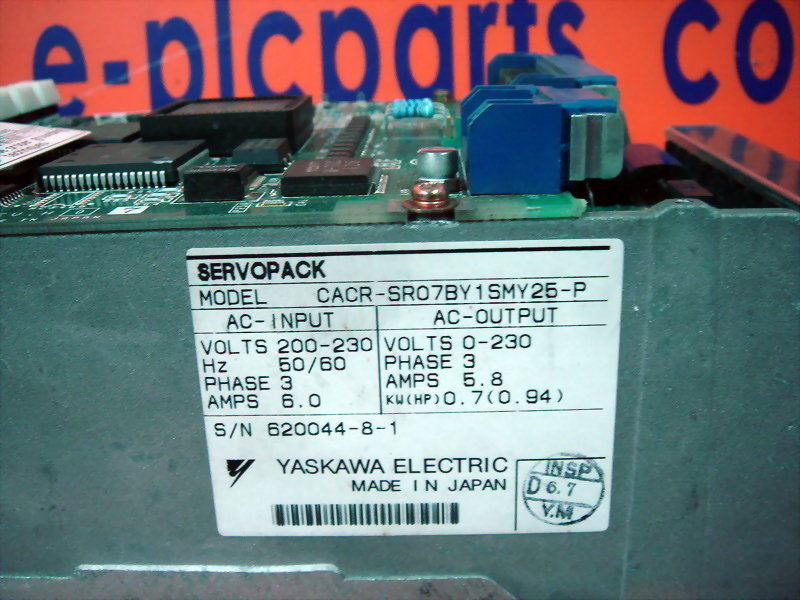 e-plcparts co
SERVOPACK
MODEL CACR-SR07BY1SMY25-P
AC-INPUT AC-OUTPUT
VOLTS 200-230 VOLTS 0-230
Hz 50/60 PHASE 3
PHASE 3 AMPS 5.8
AMPS 6.0 KW(HP) 0.7(0.94)
S/N 620044-8-1
YASKAWA ELECTRIC
MADE IN JAPAN
INSP
D 6.7
Y.M